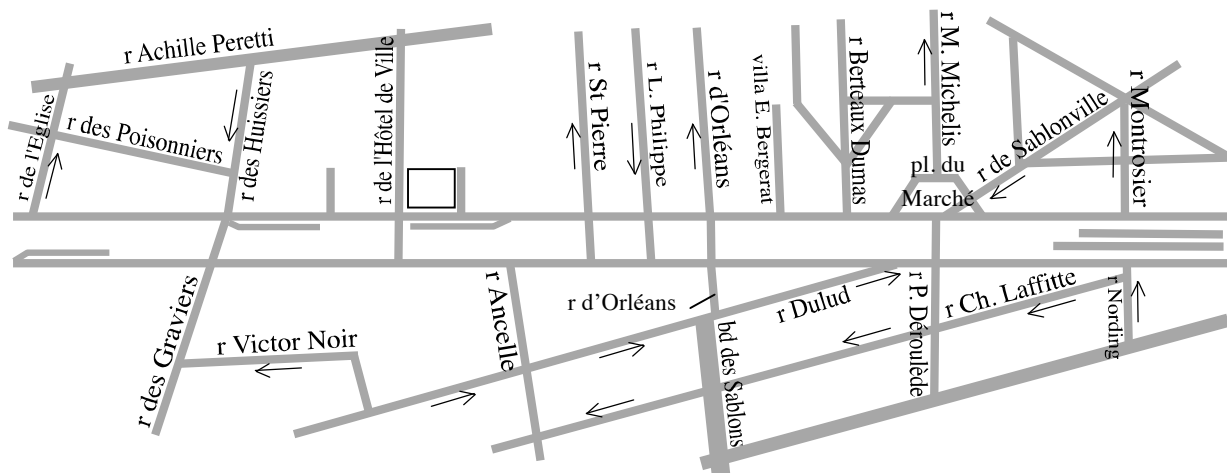 r Achille Peretti
r de l'Eglise
r des Poisonniers
r des Huissiers
r de l'Hôtel de Ville
r St Pierre
r L. Philippe
r d'Orléans
villa E. Bergerat
r Berteaux Dumas
r M. Michelis
pl. du
Marché
r de Sablonville
r Montrosier
r des Graviers
r Victor Noir
r Ancelle
r d’Orléans
bd des Sablons
r Dulud
r P. Déroulède
r Ch. Laffitte
r Nording